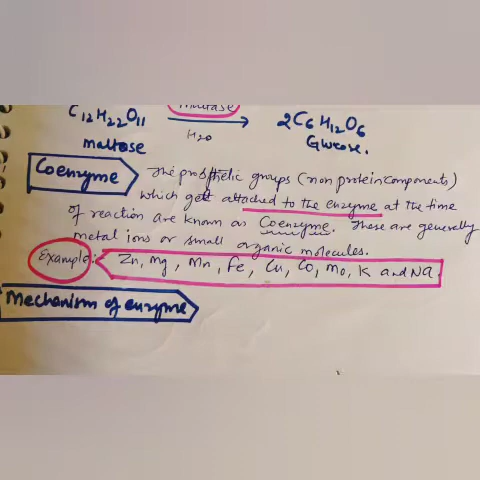 C12H22O11 maltase 2C6H12O6
H2O
maltose Glucose.
Coenzyme The prosthetic groups (non protein components)
which get attached to the enzyme at the time
of reaction are known as Coenzyme. These are generally
metal ions or small organic molecules.
Example: Zn, Mg, Mn, Fe, Cu, Co, Mo, K and Na.
Mechanism of enzyme